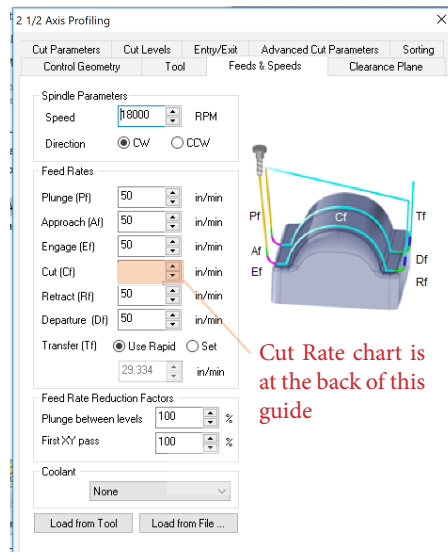 2 1/2 Axis Profiling
Cut Parameters Cut Levels Entry/Exit Advanced Cut Parameters Sorting
Control Geometry Tool Feeds & Speeds Clearance Plane
Spindle Parameters
Speed 18000 RPM
Direction CW CCW
Feed Rates
Plunge (Pf) 50 in/min
Approach (Af) 50 in/min
Engage (Ef) 50 in/min
Cut (Cf) in/min
Retract (Rf) 50 in/min
Departure (Df) 50 in/min
Transfer (Tf) Use Rapid Set
29.334 in/min
Pf Cf Tf
Af Df
Ef Rf
Cut Rate chart is
at the back of this
guide
Feed Rate Reduction Factors
Plunge between levels 100 %
First XY pass 100 %
Coolant
None
Load from Tool Load from File ...